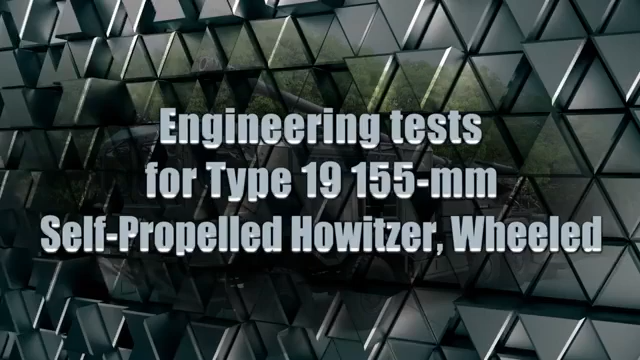 Engineering tests
for Type 19 155-mm
Self-Propelled Howitzer, Wheeled